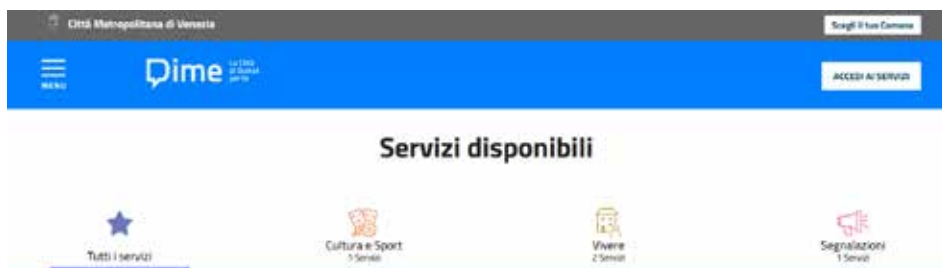 Città Metropolitana di Venezia
Scegli il tuo Comune
MENU
Dime
ACCEDI AI SERVIZI
Servizi disponibili
Tutti i servizi
Cultura e Sport
1 Servizi
Vivere
2 Servizi
Segnalazioni
1 Servizi